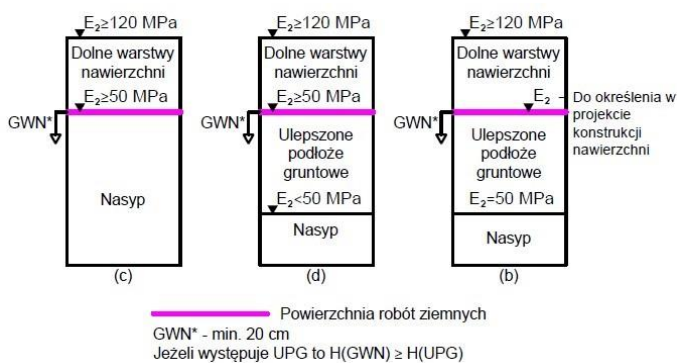 E₂≥120 MPa
Dolne warstwy
nawierzchni
E₂≥50 MPa
GWN*
Nasyp
(c)
E₂≥120 MPa
Dolne warstwy
nawierzchni
E₂≥50 MPa
Ulepszone
podłoże
gruntowe
E₂<50 MPa
Nasyp
(d)
E₂≥120 MPa
Dolne warstwy
nawierzchni
E₂ -
Do określenia w
projekcie
konstrukcji
nawierzchni
GWN*
Ulepszone
podłoże
gruntowe
E₂=50 MPa
Nasyp
(b)
Powierzchnia robót ziemnych
GWN* - min. 20 cm
Jeżeli występuje UPG to H(GWN) ≥ H(UPG)